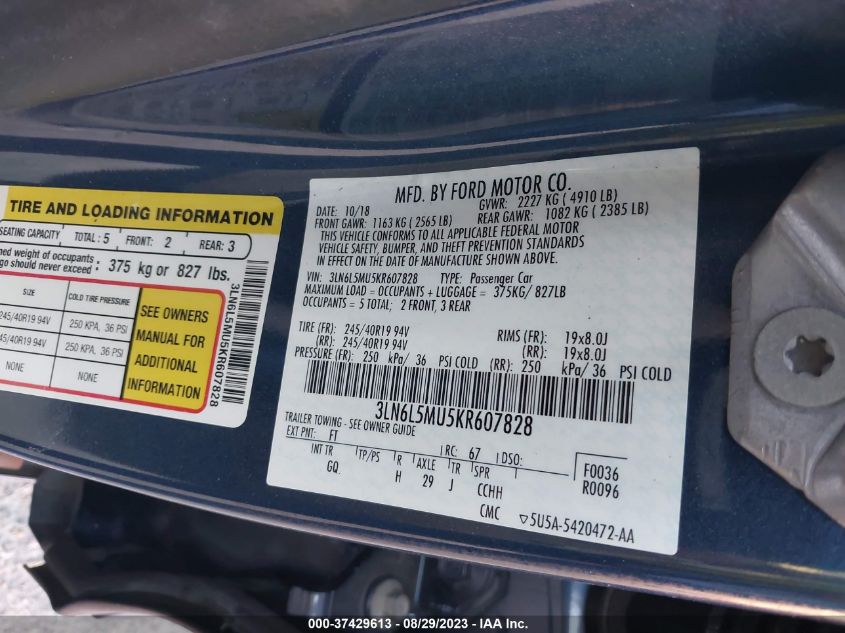 TIRE AND LOADING INFORMATION
SEATING CAPACITY TOTAL: 5 FRONT: 2 REAR: 3
weight of occupants
should never exceed : 375 kg or 827 lbs.
SIZE COLD TIRE PRESSURE
245/40R19 94V 250 KPA, 36 PSI
245/40R19 94V 250 KPA, 36 PSI
NONE NONE
SEE OWNERS
MANUAL FOR
ADDITIONAL
INFORMATION
3LN6L5MU5KR607828
MFD. BY FORD MOTOR CO.
DATE: 10/18 GVWR: 2227 KG ( 4910 LB)
FRONT GAWR: 1163 KG ( 2565 LB) REAR GAWR: 1082 KG ( 2385 LB)
THIS VEHICLE CONFORMS TO ALL APPLICABLE FEDERAL MOTOR
VEHICLE SAFETY, BUMPER, AND THEFT PREVENTION STANDARDS
IN EFFECT ON THE DATE OF MANUFACTURE SHOWN ABOVE.
VIN: 3LN6L5MU5KR607828 TYPE: Passenger Car
MAXIMUM LOAD = OCCUPANTS + LUGGAGE = 375KG/ 827LB
OCCUPANTS = 5 TOTAL; 2 FRONT, 3 REAR
TIRE (FR): 245/40R19 94V RIMS (FR): 19x8.0J
(RR): 245/40R19 94V (RR): 19x8.0J
PRESSURE (FR): 250 kPa/ 36 PSI COLD (RR): 250 kPa/ 36 PSI COLD
3LN6L5MU5KR607828
TRAILER TOWING - SEE OWNER GUIDE
EXT PNT: FT RC: 67 DSO:
INT TR TP/PS R AXLE TR SPR F0036
GQ H 29 J CCHH R0096
CMC ▽5U5A-5420472-AA
000-37429613 - 08/29/2023 - IAAI Inc.